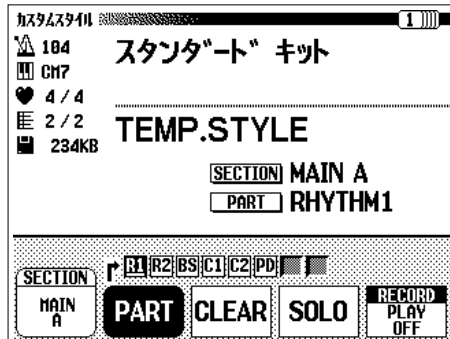 カスタムスタイル 1
104 スタンダード キット
CM7
4/4
2/2 TEMP.STYLE
234KB
SECTION MAIN A
PART RHYTHM1
R1 R2 BS C1 C2 PD
SECTION MAIN A PART CLEAR SOLO RECORD PLAY OFF